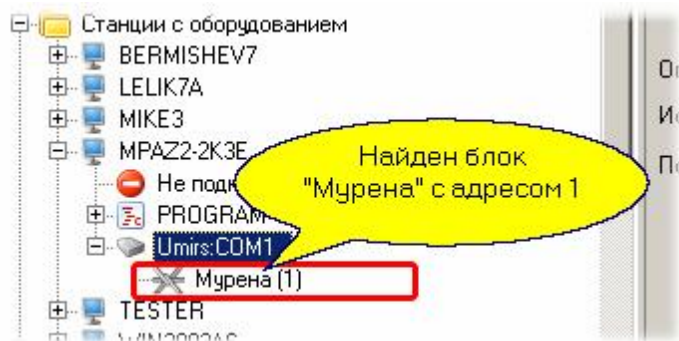 Станции с оборудованием
BERMISHEV7
LELIK7A
MIKE3
MPAZ2-2K3E
Найден блок
"Мурена" с адресом 1
Не
PROGRAM
Umirs:COM1
Мурена (1)
TESTER